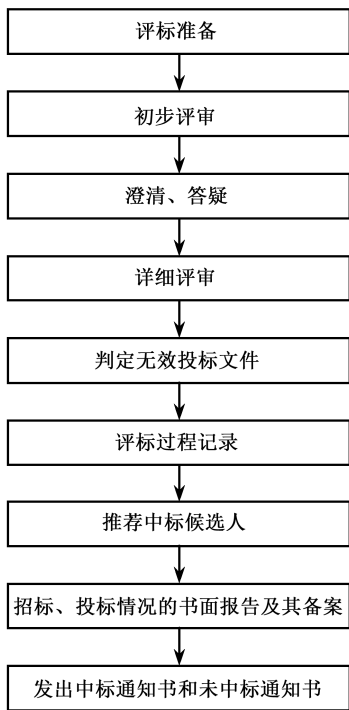 评标准备
初步评审
澄清、答疑
详细评审
判定无效投标文件
评标过程记录
推荐中标候选人
招标、投标情况的书面报告及其备案
发出中标通知书和未中标通知书